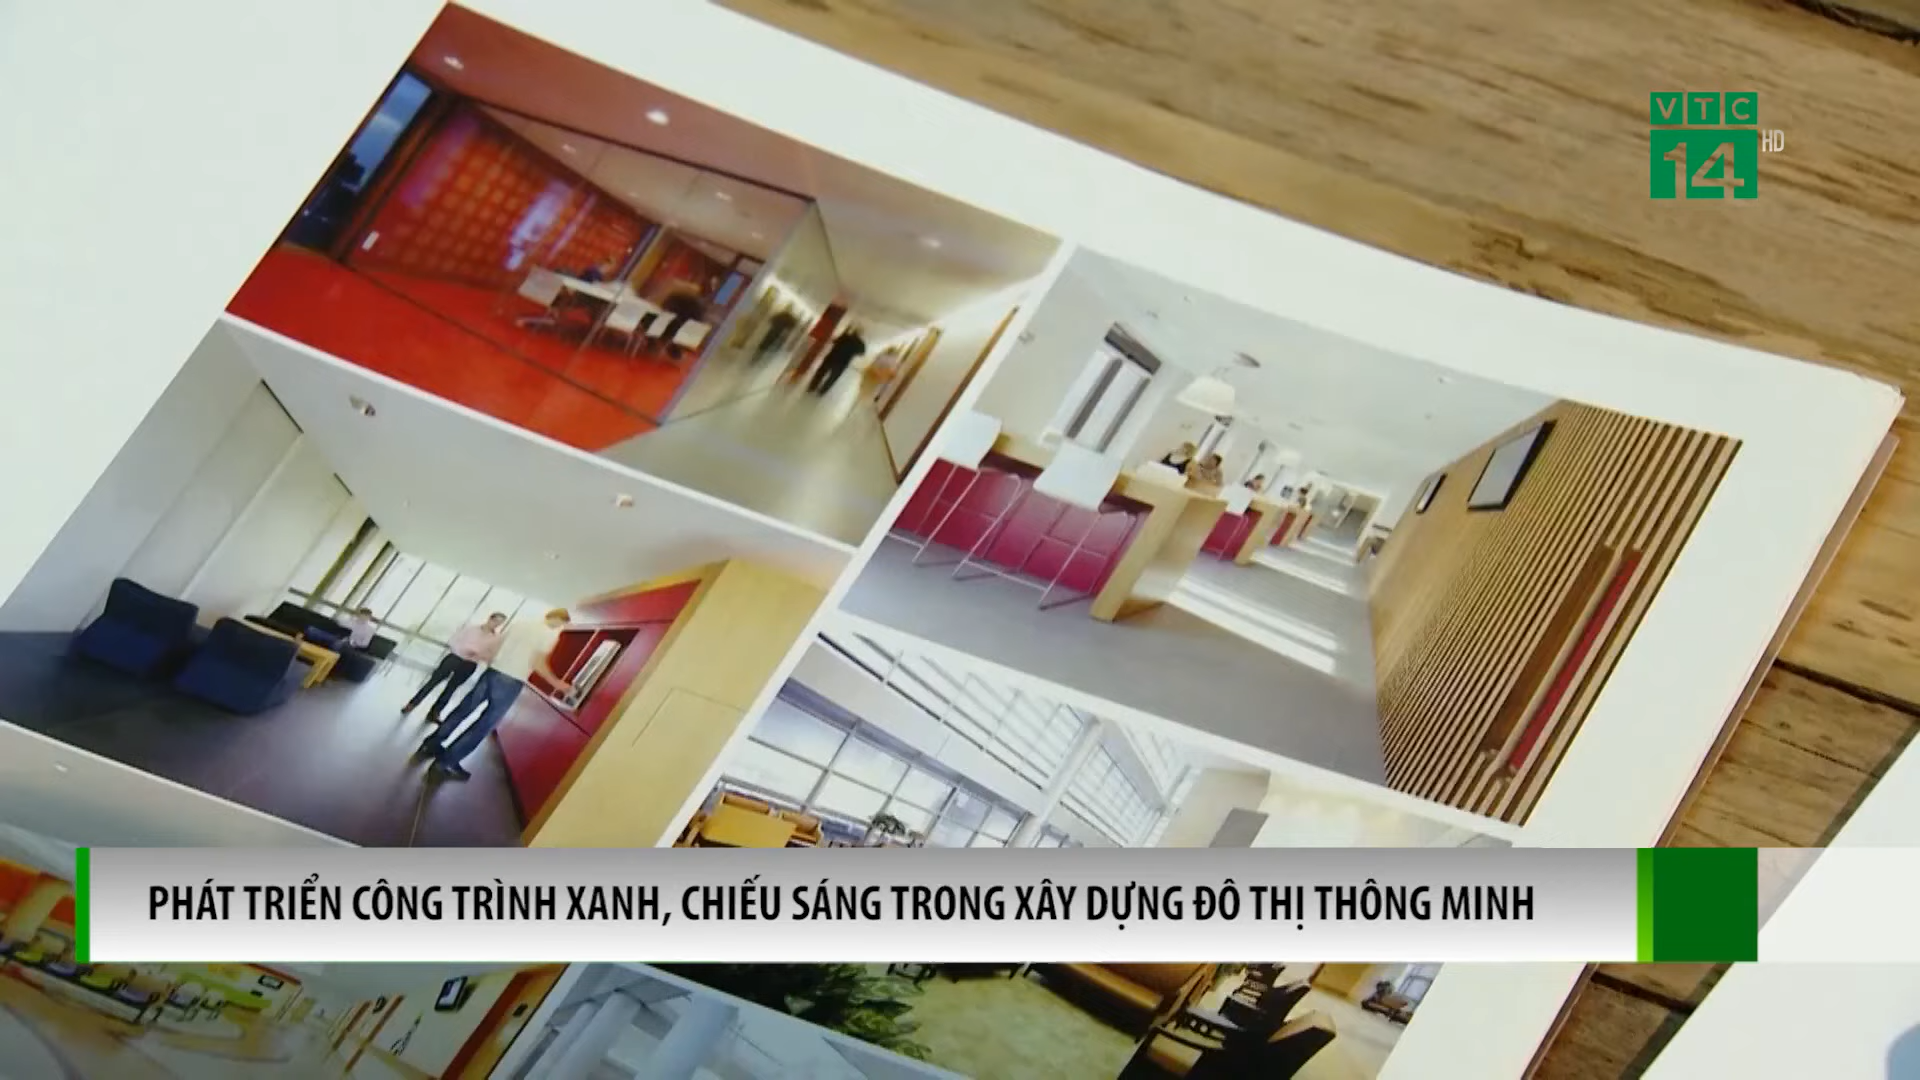 VTC
14 HD
PHÁT TRIỂN CÔNG TRÌNH XANH, CHIẾU SÁNG TRONG XÂY DỰNG ĐÔ THỊ THÔNG MINH